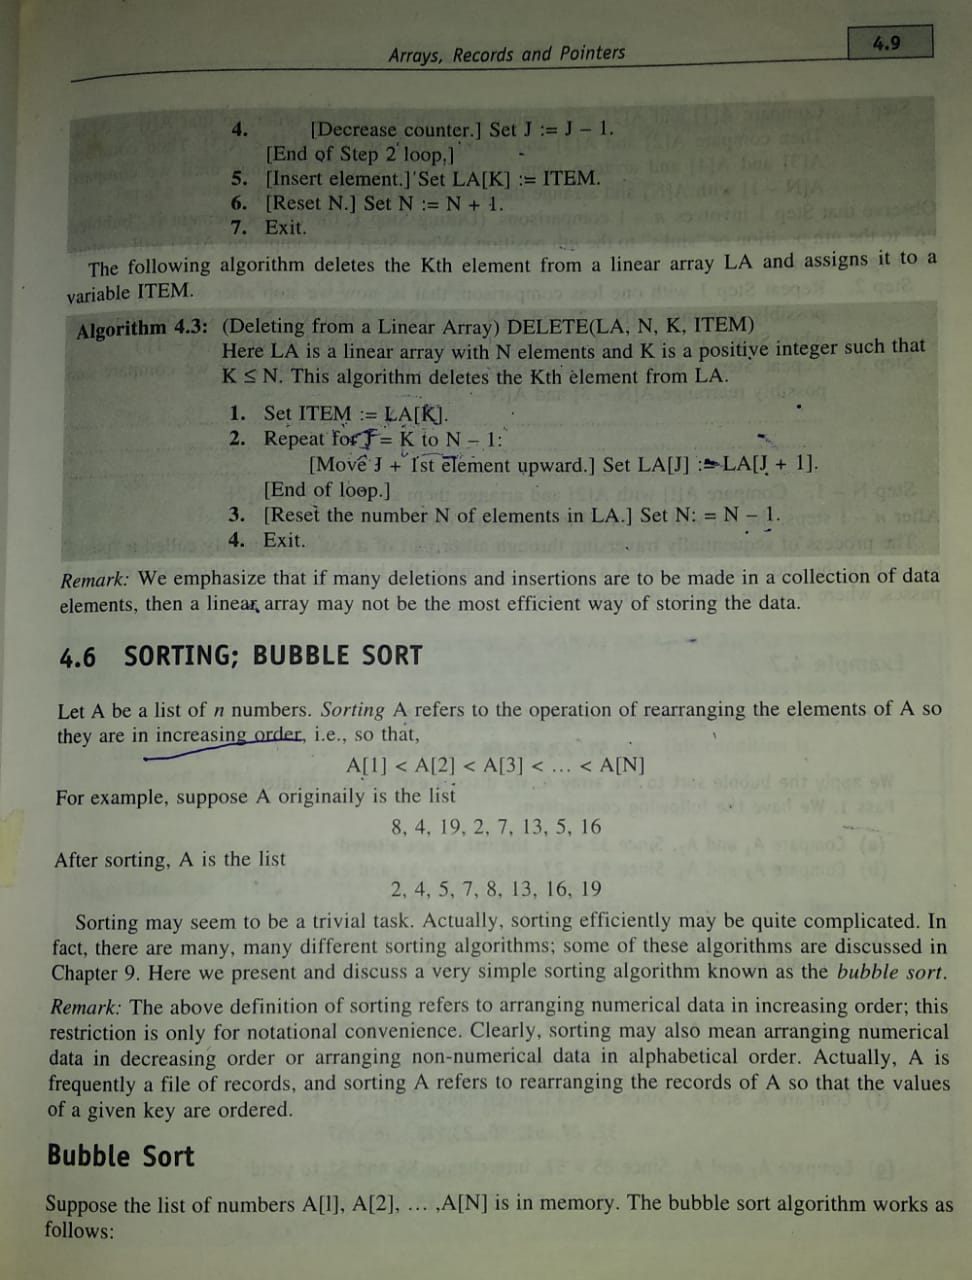 Arrays, Records and Pointers
4.9
4. [Decrease counter.] Set J := J – 1.
[End of Step 2 loop.]
5. [Insert element.] Set LA[K] := ITEM.
6. [Reset N.] Set N := N + 1.
7. Exit.
The following algorithm deletes the Kth element from a linear array LA and assigns it to a
variable ITEM.
Algorithm 4.3: (Deleting from a Linear Array) DELETE(LA, N, K, ITEM)
Here LA is a linear array with N elements and K is a positive integer such that
K ≤ N. This algorithm deletes the Kth element from LA.
1. Set ITEM := LA[K].
2. Repeat for J = K to N – 1:
[Move J + 1st element upward.] Set LA[J] := LA[J + 1].
[End of loop.]
3. [Reset the number N of elements in LA.] Set N: = N – 1.
4. Exit.
Remark: We emphasize that if many deletions and insertions are to be made in a collection of data
elements, then a linear array may not be the most efficient way of storing the data.
4.6 SORTING; BUBBLE SORT
Let A be a list of n numbers. Sorting A refers to the operation of rearranging the elements of A so
they are in increasing order, i.e., so that,
A[1] < A[2] < A[3] < ... < A[N]
For example, suppose A originaily is the list
8, 4, 19, 2, 7, 13, 5, 16
After sorting, A is the list
2, 4, 5, 7, 8, 13, 16, 19
Sorting may seem to be a trivial task. Actually, sorting efficiently may be quite complicated. In
fact, there are many, many different sorting algorithms; some of these algorithms are discussed in
Chapter 9. Here we present and discuss a very simple sorting algorithm known as the bubble sort.
Remark: The above definition of sorting refers to arranging numerical data in increasing order; this
restriction is only for notational convenience. Clearly, sorting may also mean arranging numerical
data in decreasing order or arranging non-numerical data in alphabetical order. Actually, A is
frequently a file of records, and sorting A refers to rearranging the records of A so that the values
of a given key are ordered.
Bubble Sort
Suppose the list of numbers A[1], A[2], ... ,A[N] is in memory. The bubble sort algorithm works as
follows: